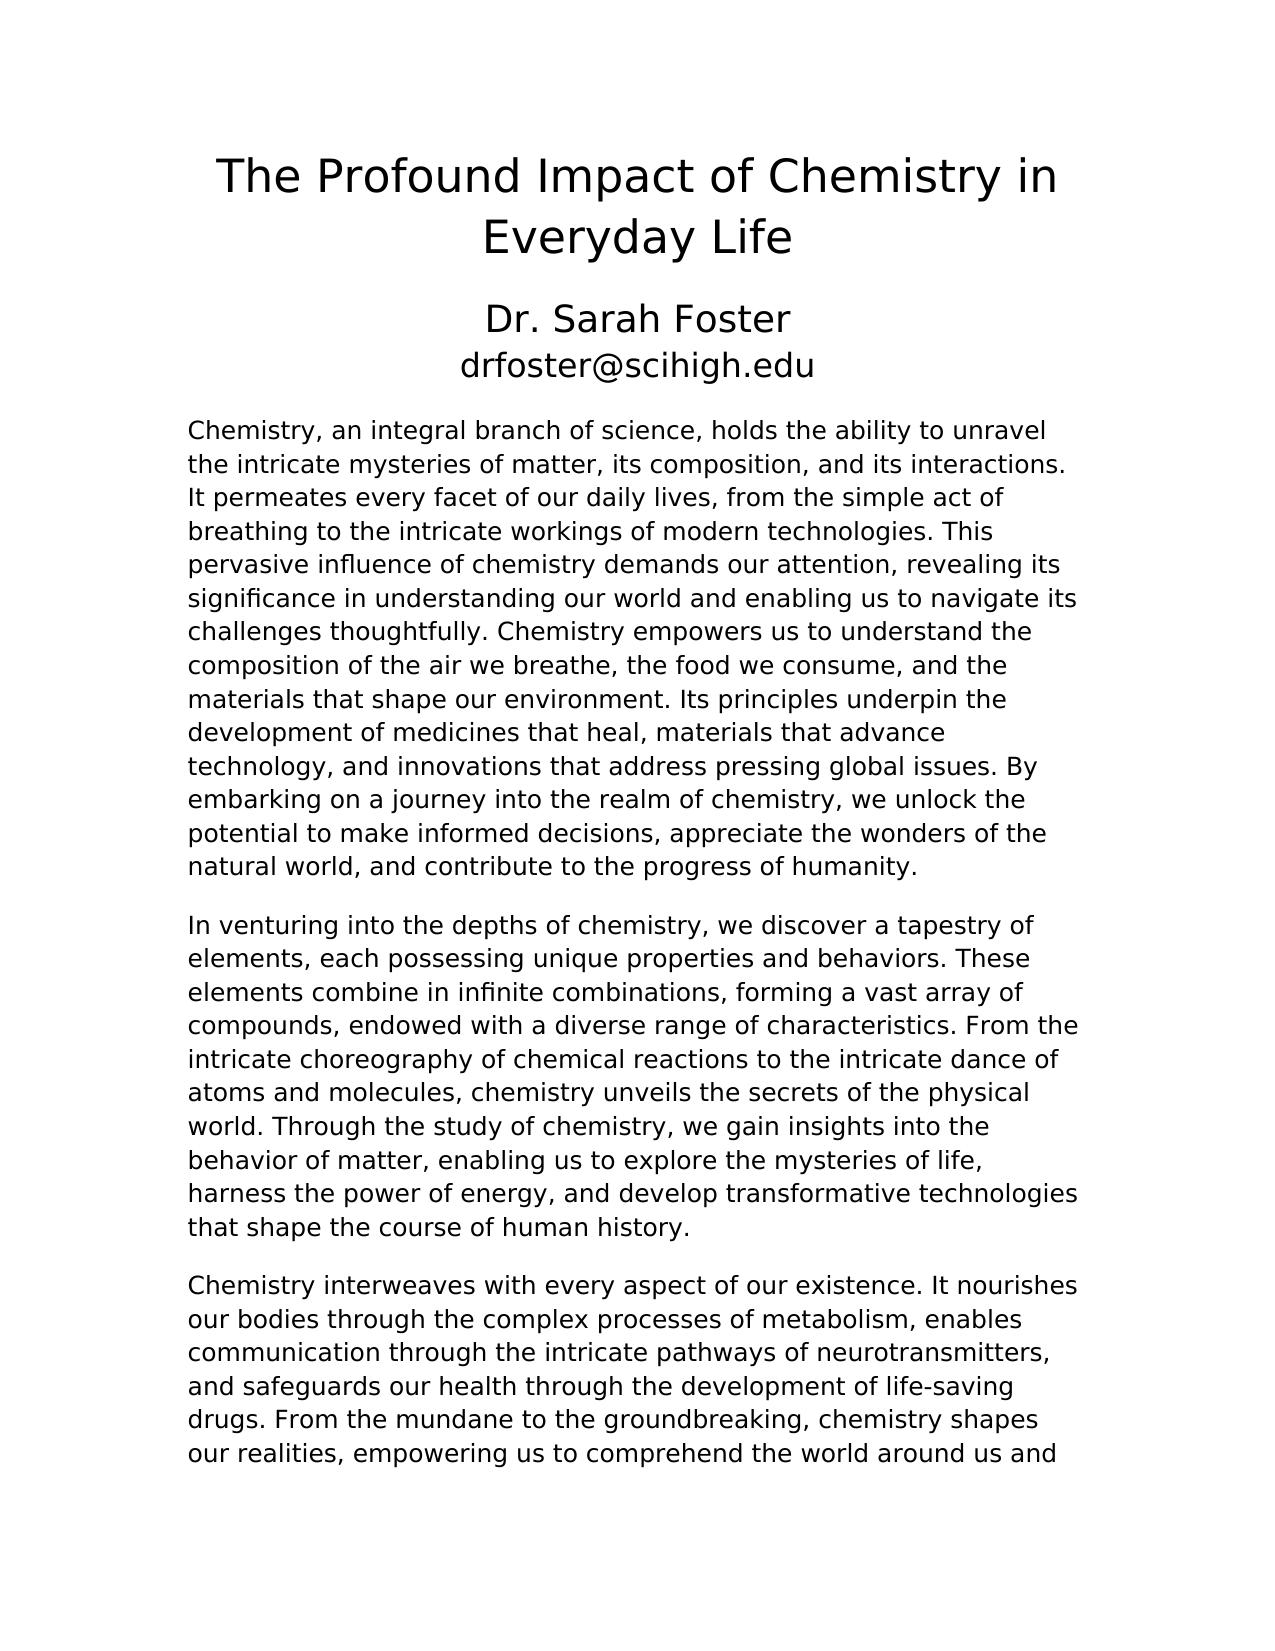 The Profound Impact of Chemistry in
Everyday Life
Dr. Sarah Foster
drfoster@scihigh.edu
Chemistry, an integral branch of science, holds the ability to unravel
the intricate mysteries of matter, its composition, and its interactions.
It permeates every facet of our daily lives, from the simple act of
breathing to the intricate workings of modern technologies. This
pervasive influence of chemistry demands our attention, revealing its
significance in understanding our world and enabling us to navigate its
challenges thoughtfully. Chemistry empowers us to understand the
composition of the air we breathe, the food we consume, and the
materials that shape our environment. Its principles underpin the
development of medicines that heal, materials that advance
technology, and innovations that address pressing global issues. By
embarking on a journey into the realm of chemistry, we unlock the
potential to make informed decisions, appreciate the wonders of the
natural world, and contribute to the progress of humanity.
In venturing into the depths of chemistry, we discover a tapestry of
elements, each possessing unique properties and behaviors. These
elements combine in infinite combinations, forming a vast array of
compounds, endowed with a diverse range of characteristics. From the
intricate choreography of chemical reactions to the intricate dance of
atoms and molecules, chemistry unveils the secrets of the physical
world. Through the study of chemistry, we gain insights into the
behavior of matter, enabling us to explore the mysteries of life,
harness the power of energy, and develop transformative technologies
that shape the course of human history.
Chemistry interweaves with every aspect of our existence. It nourishes
our bodies through the complex processes of metabolism, enables
communication through the intricate pathways of neurotransmitters,
and safeguards our health through the development of life-saving
drugs. From the mundane to the groundbreaking, chemistry shapes
our realities, empowering us to comprehend the world around us and